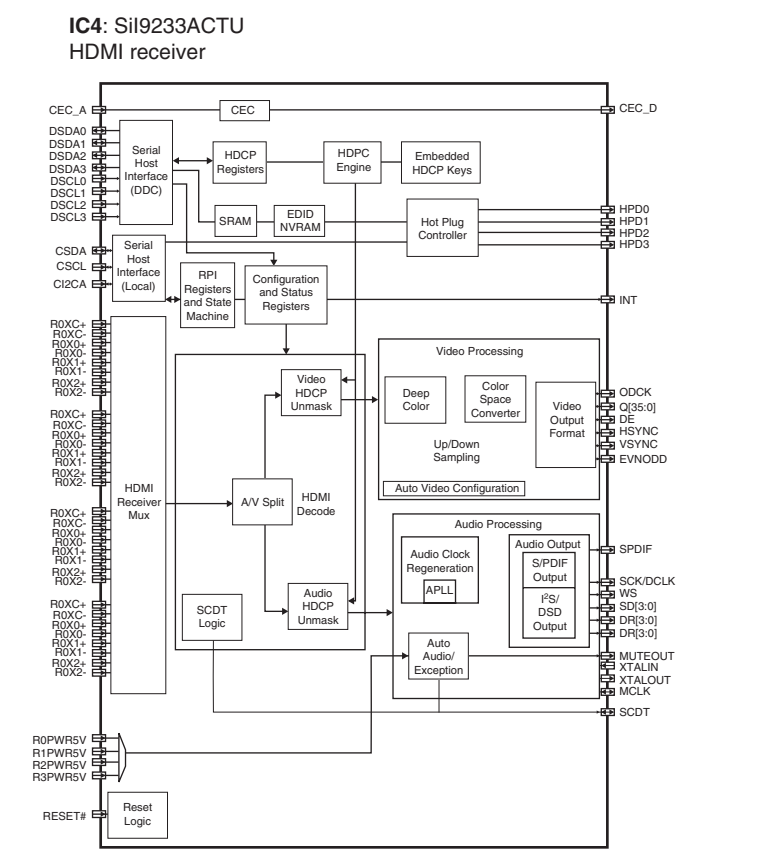 IC4: SiI9233ACTU
HDMI receiver
CEC_A
CEC
CEC_D
DSDA0
DSDA1
DSDA2
DSDA3
DSCL0
DSCL1
DSCL2
DSCL3
Serial
Host
Interface
(DDC)
HDCP
Registers
HDPC
Engine
Embedded
HDCP Keys
SRAM
EDID
NVRAM
Hot Plug
Controller
HPD0
HPD1
HPD2
HPD3
CSDA
CSCL
CI2CA
Serial
Host
Interface
(Local)
RPI
Registers
and State
Machine
Configuration
and Status
Registers
INT
R0XC+
R0XC-
R0X0+
R0X0-
R0X1+
R0X1-
R0X2+
R0X2-
R0XC+
R0XC-
R0X0+
R0X0-
R0X1+
R0X1-
R0X2+
R0X2-
R0XC+
R0XC-
R0X0+
R0X0-
R0X1+
R0X1-
R0X2+
R0X2-
R0XC+
R0XC-
R0X0+
R0X0-
R0X1+
R0X1-
R0X2+
R0X2-
HDMI
Receiver
Mux
Video
HDCP
Unmask
A/V Split
HDMI
Decode
Audio
HDCP
Unmask
SCDT
Logic
Video Processing
Deep
Color
Color
Space
Converter
Video
Output
Format
Up/Down
Sampling
Auto Video Configuration
ODCK
Q[35:0]
DE
HSYNC
VSYNC
EVNODD
Audio Processing
Audio Clock
Regeneration
APLL
Audio Output
S/PDIF
Output
I²S/
DSD
Output
Auto
Audio/
Exception
SPDIF
SCK/DCLK
WS
SD[3:0]
DR[3:0]
DR[3:0]
MUTEOUT
XTALIN
XTALOUT
MCLK
SCDT
R0PWR5V
R1PWR5V
R2PWR5V
R3PWR5V
RESET#
Reset
Logic